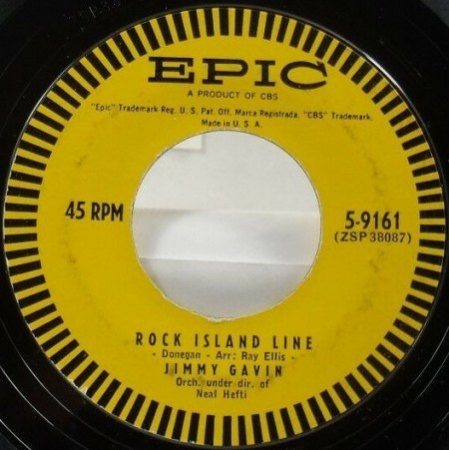 EPIC
A PRODUCT OF CBS
"Epic" Trademark Reg. U. S. Pat. Off. Marca Registrada. "CBS" Trademark.
Made in U. S. A.
45 RPM
5-9161
(ZSP 38087)
ROCK ISLAND LINE
- Donegan - Arr: Ray Ellis -
JIMMY GAVIN
Orch. under dir. of
Neal Hefti